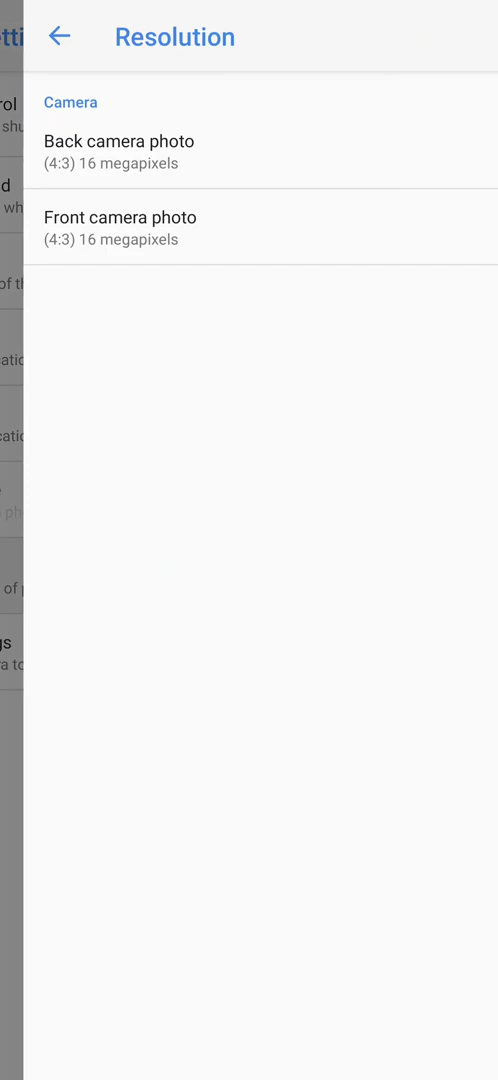 Resolution
Camera
Back camera photo
(4:3) 16 megapixels
Front camera photo
(4:3) 16 megapixels